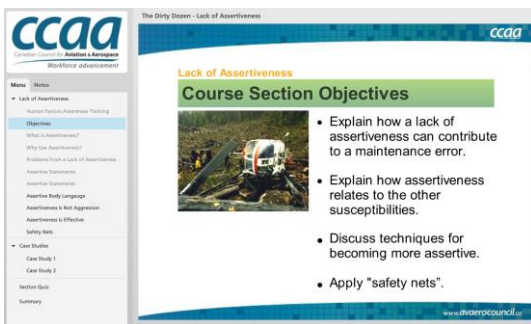 The Dirty Dozen - Lack of Assertiveness
ccaa
Canadian Council for Aviation & Aerospace
Workforce advancement
Menu Notes
Lack of Assertiveness
Human Factors Awareness Training
Objectives
What is Assertiveness?
Why Use Assertiveness?
Problems From a Lack of Assertiveness
Assertive Statements
Assertive Statements
Assertive Body Langauge
Assertiveness is Not Aggression
Assertiveness is Effective
Safety Nets
Case Studies
Case Study 1
Case Study 2
Section Quiz
Summary
ccaa
Lack of Assertiveness
Course Section Objectives
• Explain how a lack of
assertiveness can contribute
to a maintenance error.
• Explain how assertiveness
relates to the other
susceptibilities.
• Discuss techniques for
becoming more assertive.
• Apply "safety nets".
www.avaerocouncil.ca